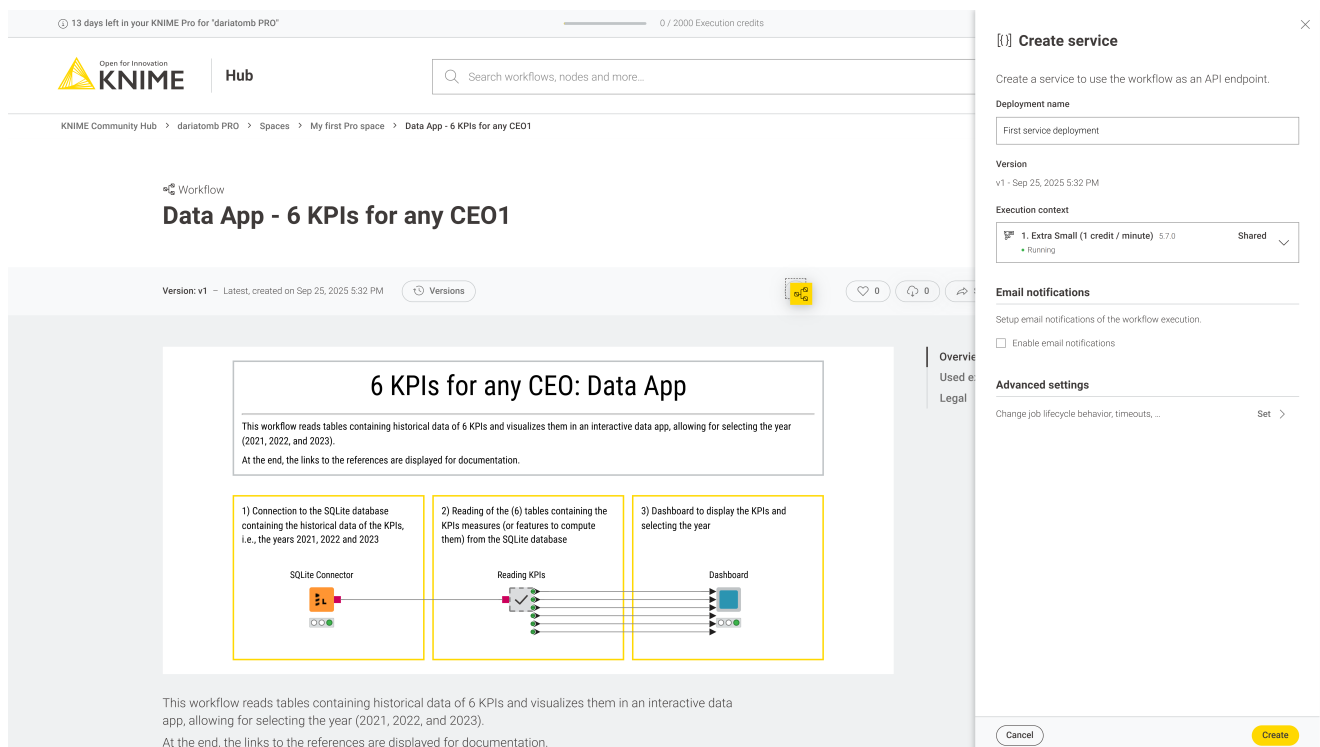 13 days left in your KNIME Pro for "dariatomb PRO"
0 / 2000 Execution credits
Open for Innovation
KNIME
Hub
Search workflows, nodes and more...
KNIME Community Hub > dariatomb PRO > Spaces > My first Pro space > Data App - 6 KPIs for any CEO1
Workflow
Data App - 6 KPIs for any CEO1
Version: v1 – Latest, created on Sep 25, 2025 5:32 PM
Versions
0
0
6 KPIs for any CEO: Data App
This workflow reads tables containing historical data of 6 KPIs and visualizes them in an interactive data app, allowing for selecting the year
(2021, 2022, and 2023).
At the end, the links to the references are displayed for documentation.
1) Connection to the SQLite database
containing the historical data of the KPIs,
i.e., the years 2021, 2022 and 2023
SQLite Connector
2) Reading of the (6) tables containing the
KPIs measures (or features to compute
them) from the SQLite database
Reading KPIs
3) Dashboard to display the KPIs and
selecting the year
Dashboard
Overvie
Used e
Legal
This workflow reads tables containing historical data of 6 KPIs and visualizes them in an interactive data
app, allowing for selecting the year (2021, 2022, and 2023).
At the end, the links to the references are displayed for documentation.
Create service
Create a service to use the workflow as an API endpoint.
Deployment name
First service deployment
Version
v1 - Sep 25, 2025 5:32 PM
Execution context
1. Extra Small (1 credit / minute) 5.7.0 Shared
Running
Email notifications
Setup email notifications of the workflow execution.
Enable email notifications
Advanced settings
Change job lifecycle behavior, timeouts, ...
Set
Cancel
Create